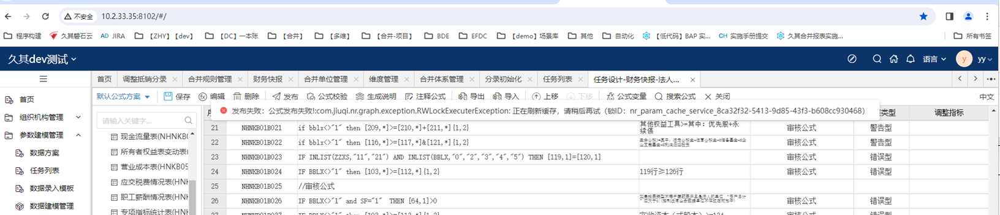 不安全 10.2.33.35:8102/#/
程序构建 久其磐石云 AD JIRA 【ZHY】【dev】 【DC】一本账 【合并】 【多维】 【合并-项目】 BDE EFDC 【demo】场景库 其他 自动化 【低代码】BAP 实... CH 实施手册提交 久其合并报表实施... 所有书签
久其dev测试 语言 y yy
首页 调整抵销分录 合并规则管理 财务快报 合并单位管理 维度管理 合并体系管理 分录初始化 任务列表 任务设计-财务快报-法人...
默认公式方案 保存 编辑 删除 发布 公式校验 生成说明 注释公式 导出 导入 上移 下移 公式变量 搜索公式 关闭 中文
发布失败：公式发布失败!:com.jiuqi.nr.graph.exception.RWLockExecuterException: 正在刷新缓存，请稍后再试（锁ID：nr_param_cache_service_8ca32f32-5413-9d85-43f3-b608cc930468）
类型 调整指标
首页
组织机构管理
参数建模管理
数据方案
任务列表
数据录入模板
数据建模管理
请输入关键字...
现金流量表(HNKB0
所有者权益变动表(
营业成本表(HNKB05
应交税费情况表(HNK
职工薪酬情况表(HNK
专项指标统计表(HNK
21 NHNKB01B021 if bblx<>"1" then [209,*]>=[210,*]+[211,*]{1,2} 其他权益工具>=其中：优先股+永续债 审核公式 警告型
22 NHNKB01B022 if bblx<>"1" then [116,*]>=[117,*]&[121,*]{1,2} 审核公式 警告型
23 NHNKB01B023 IF INLIST(ZZXS,"11","21") AND INLIST(BBLX,"0","2","3","4","5") THEN [119,1]=[120,1] 审核公式 错误型
24 NHNKB01B024 IF BBLX<>"1" then [103,*]>=[112,*]{1,2} 119行≥126行 审核公式 错误型
25 NHNKB01B025 //审核公式 审核公式 错误型
26 NHNKB01B026 IF BBLX<>"1" and SF="1" THEN [64,1]>0 审核公式 错误型